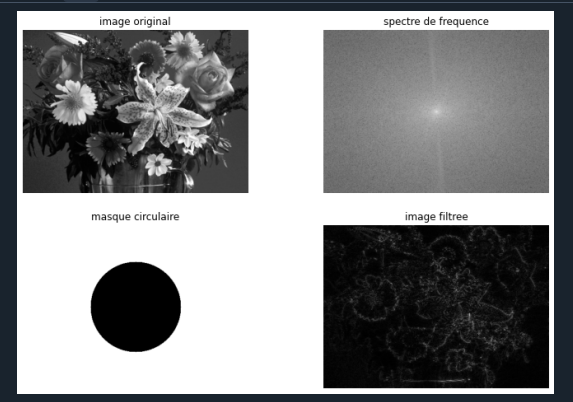 image original
spectre de frequence
masque circulaire
image filtree